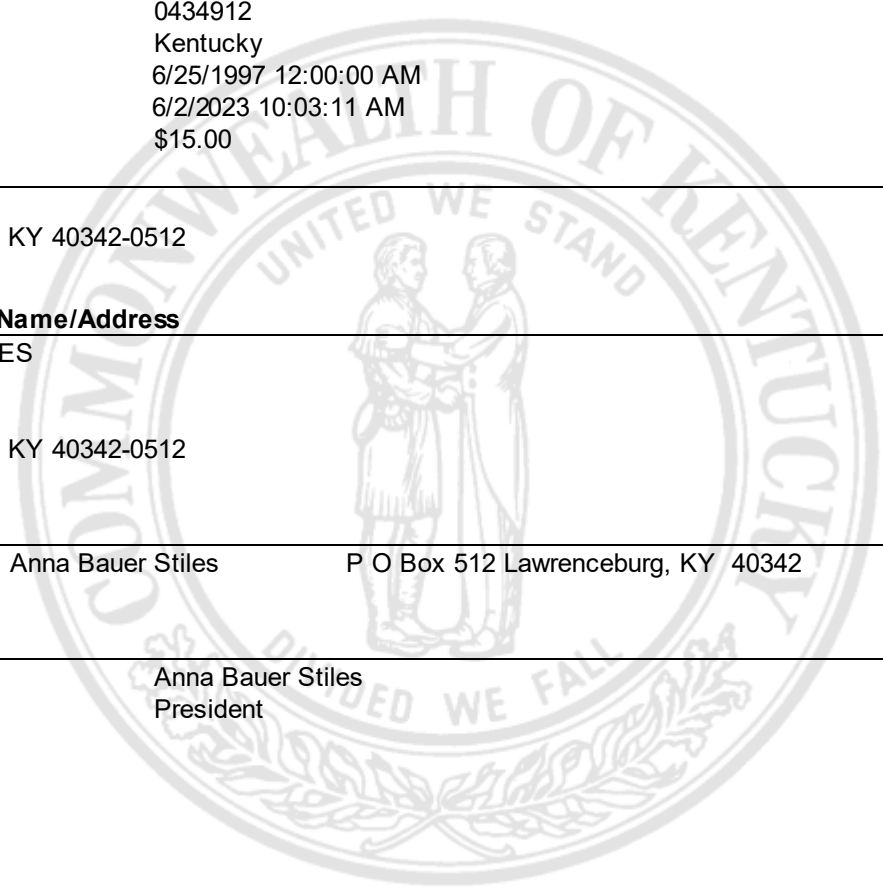 0434912
Kentucky
6/25/1997 12:00:00 AM
6/2/2023 10:03:11 AM
$15.00
KY 40342-0512
Name/Address
ES
KY 40342-0512
Anna Bauer Stiles P O Box 512 Lawrenceburg, KY 40342
Anna Bauer Stiles
President
COMMONWEALTH OF KENTUCKY
UNITED WE STAND
DIVIDED WE FALL